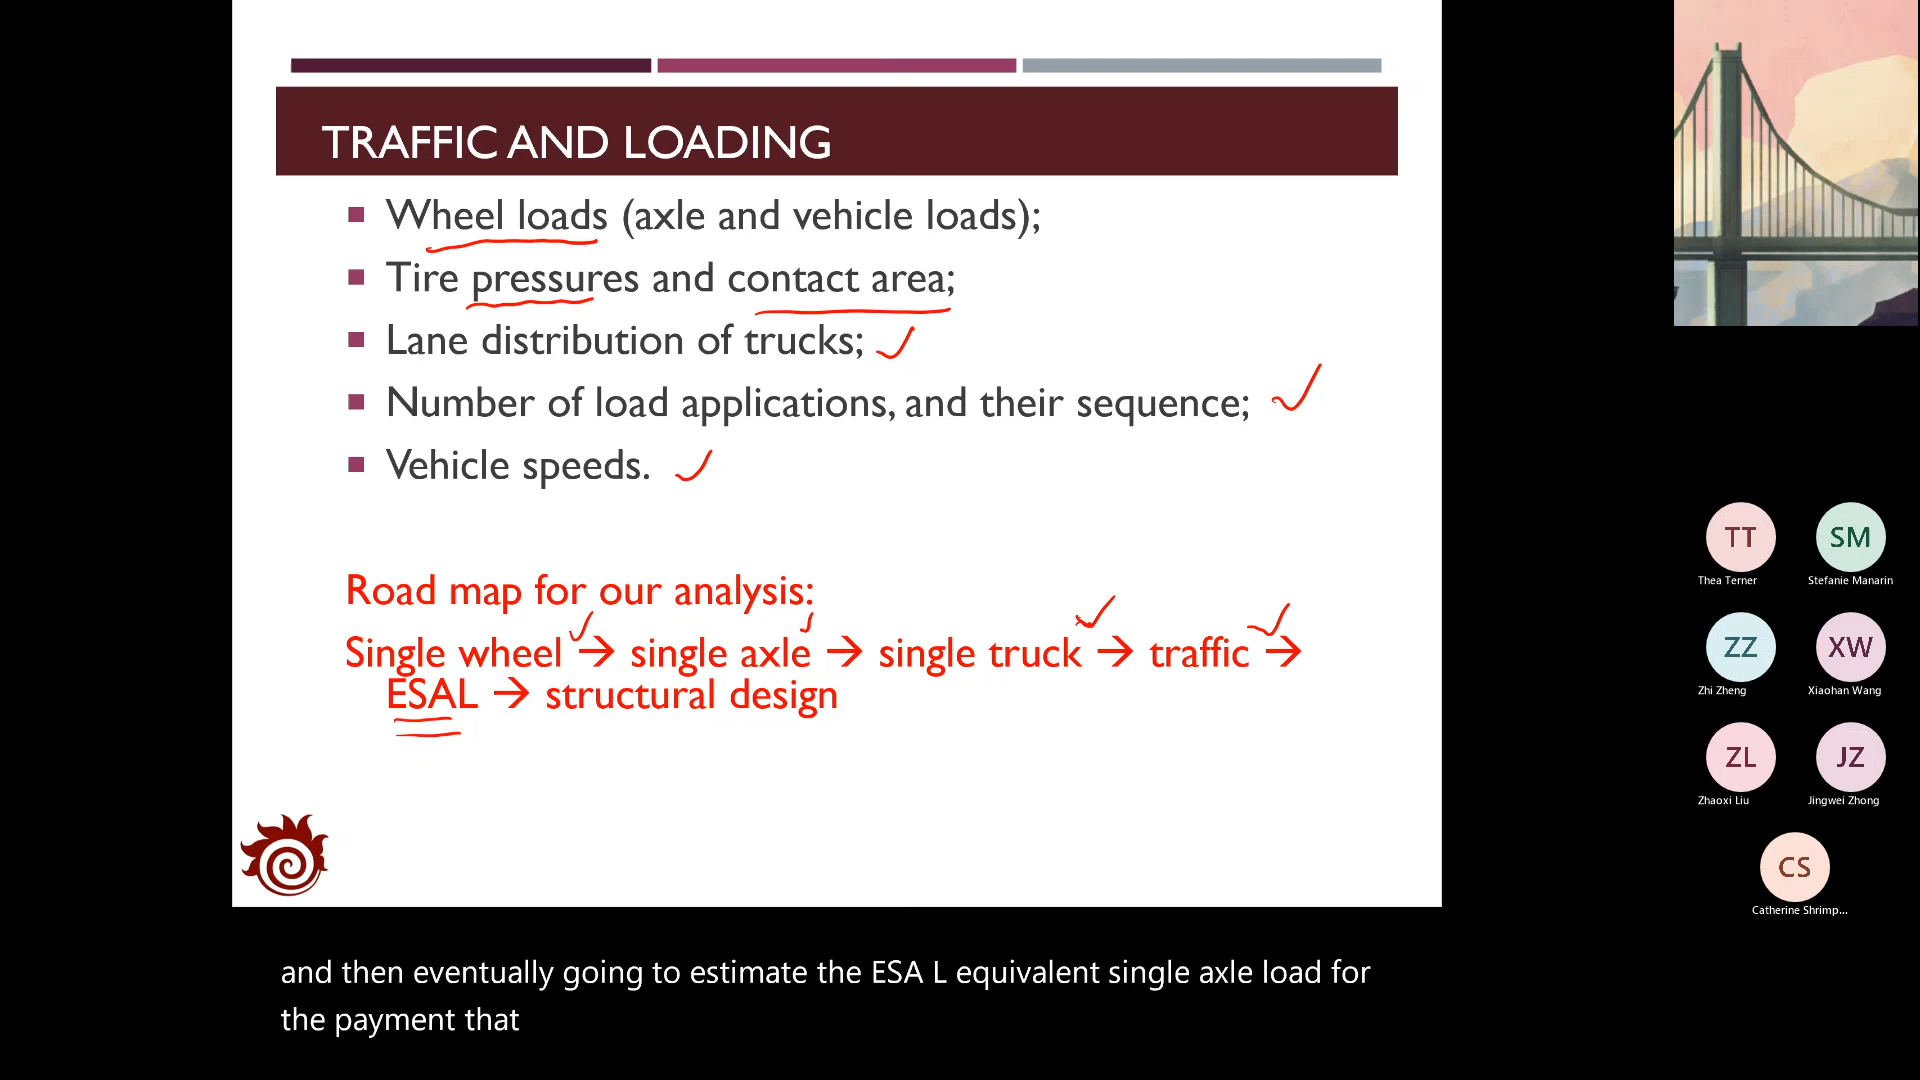 TRAFFIC AND LOADING
Wheel loads (axle and vehicle loads);
Tire pressures and contact area;
Lane distribution of trucks;
Number of load applications, and their sequence;
Vehicle speeds.
Road map for our analysis:
Single wheel → single axle → single truck → traffic →
ESAL → structural design
TT
Thea Terner
SM
Stefanie Manarin
ZZ
Zhi Zheng
XW
Xiaohan Wang
ZL
Zhaoxi Liu
JZ
Jingwei Zhong
CS
Catherine Shrimp...
and then eventually going to estimate the ESA L equivalent single axle load for
the payment that